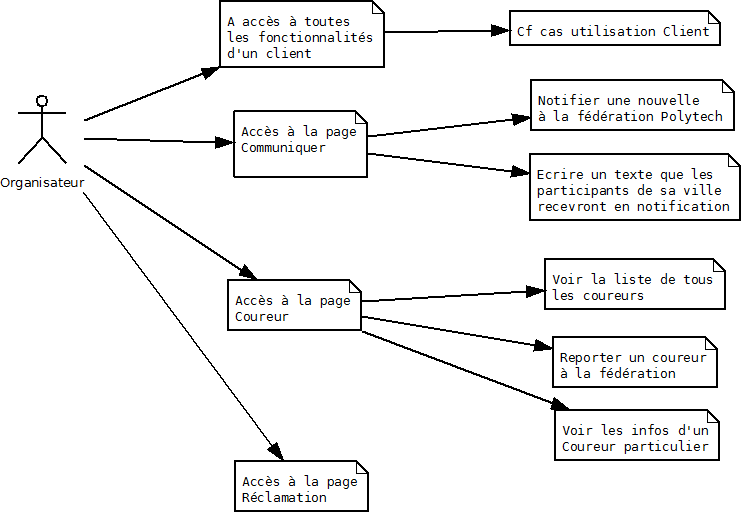 A accès à toutes
les fonctionnalités
d'un client
Cf cas utilisation Client
Notifier une nouvelle
à la fédération Polytech
Accès à la page
Communiquer
Ecrire un texte que les
participants de sa ville
recevront en notification
Organisateur
Voir la liste de tous
les coureurs
Accès à la page
Coureur
Reporter un coureur
à la fédération
Voir les infos d'un
Coureur particulier
Accès à la page
Réclamation